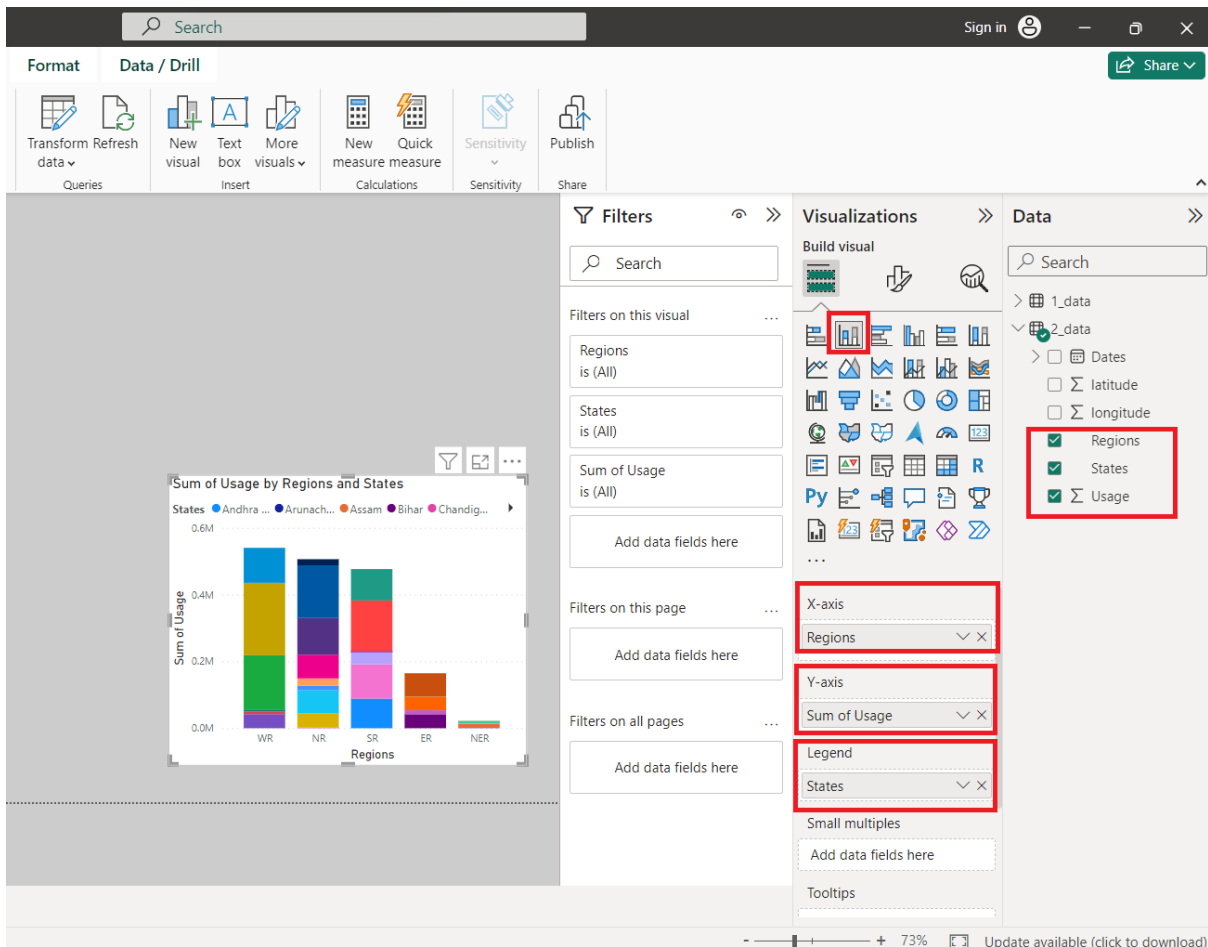 Search
Sign in
Format
Data / Drill
Share
Transform data
Refresh
New visual
Text box
More visuals
New measure
Quick measure
Sensitivity
Publish
Queries
Insert
Calculations
Sensitivity
Share
A
Sum of Usage by Regions and States
States Andhra ... Arunach... Assam Bihar Chandig...
0.6M
0.4M
0.2M
0.0M
Sum of Usage
WR NR SR ER NER
Regions
Filters
Search
Filters on this visual ...
Regions
is (All)
States
is (All)
Sum of Usage
is (All)
Add data fields here
Filters on this page ...
Add data fields here
Filters on all pages ...
Add data fields here
Visualizations
Build visual
123
R
Py
123
...
X-axis
Regions
Y-axis
Sum of Usage
Legend
States
Small multiples
Add data fields here
Tooltips
Data
Search
1_data
2_data
Dates
∑ latitude
∑ longitude
Regions
States
∑ Usage
- + 73% Update available (click to download)